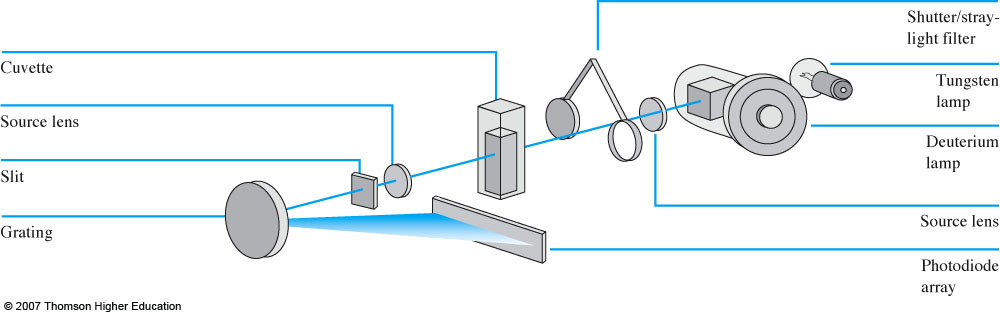 Cuvette
Source lens
Slit
Grating
Shutter/stray-
light filter
Tungsten
lamp
Deuterium
lamp
Source lens
Photodiode
array
© 2007 Thomson Higher Education